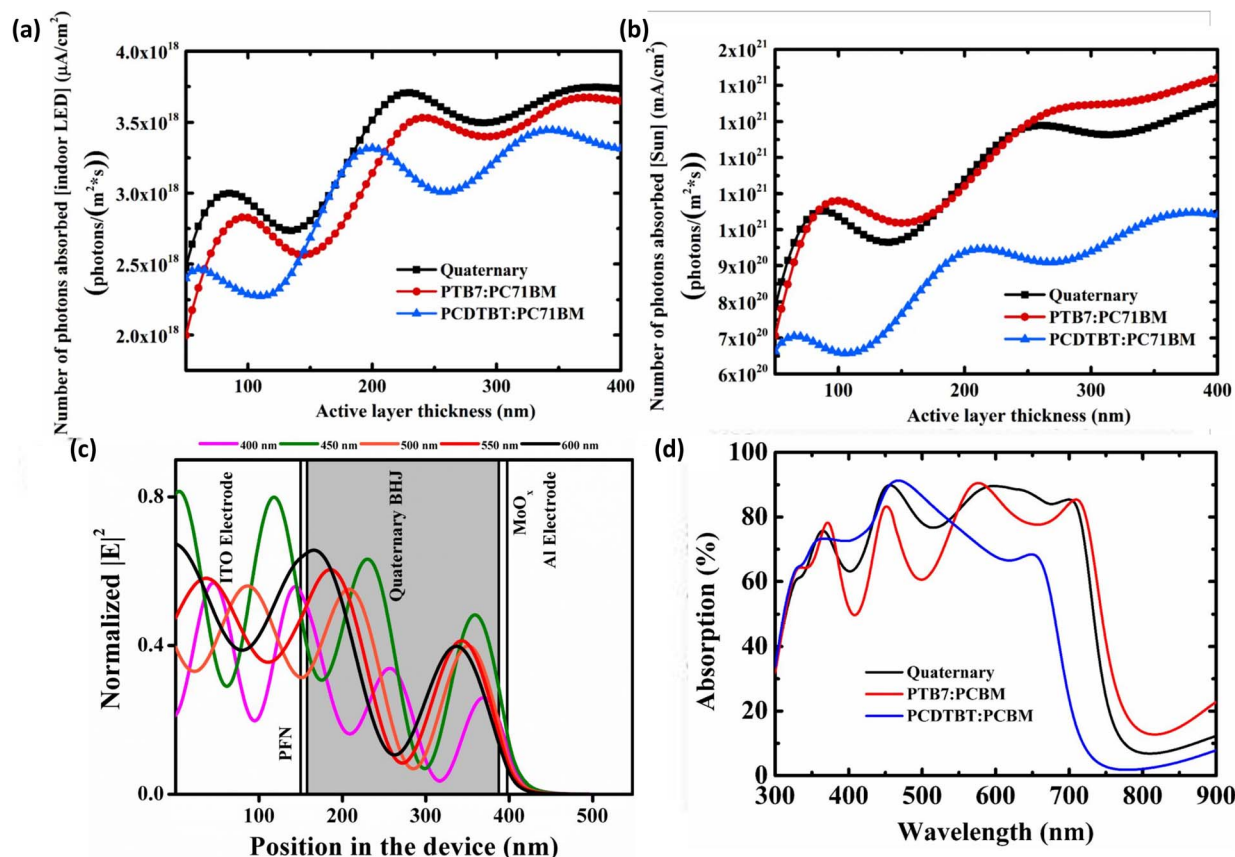 (a)
Number of photons absorbed [indoor LED] (µA/cm²)
(photons/(m²*s))
4.0x10¹⁸
3.5x10¹⁸
3.0x10¹⁸
2.5x10¹⁸
2.0x10¹⁸
Quaternary
PTB7:PC71BM
PCDTBT:PC71BM
100 200 300 400
Active layer thickness (nm)
(b)
Number of photons absorbed [Sun] (mA/cm²)
(photons/(m²*s))
2x10²¹
1x10²¹
1x10²¹
1x10²¹
1x10²¹
1x10²¹
9x10²⁰
8x10²⁰
7x10²⁰
6x10²⁰
Quaternary
PTB7:PC71BM
PCDTBT:PC71BM
100 200 300 400
Active layer thickness (nm)
(c)
400 nm 450 nm 500 nm 550 nm 600 nm
Normalized |E|²
0.8
0.4
0.0
ITO Electrode
PFN
Quaternary BHJ
MoOₓ
Al Electrode
0 100 200 300 400 500
Position in the device (nm)
(d)
Absorption (%)
100
90
80
70
60
50
40
30
20
10
0
Quaternary
PTB7:PCBM
PCDTBT:PCBM
300 400 500 600 700 800 900
Wavelength (nm)